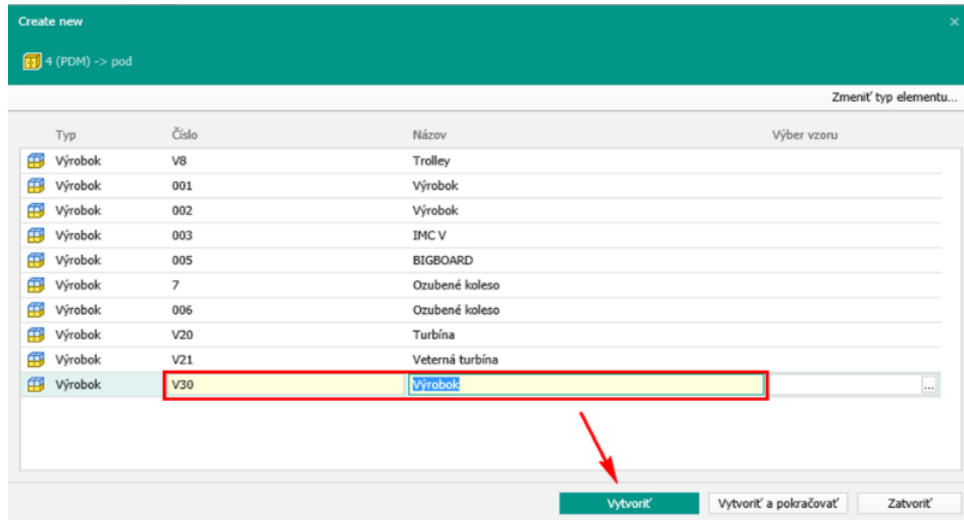 Create new
4 (PDM) -> pod
Zmeniť typ elementu...
Typ Číslo Názov Výber vzoru
Výrobok V8 Trolley
Výrobok 001 Výrobok
Výrobok 002 Výrobok
Výrobok 003 IMC V
Výrobok 005 BIGBOARD
Výrobok 7 Ozubené koleso
Výrobok 006 Ozubené koleso
Výrobok V20 Turbína
Výrobok V21 Veterná turbína
Výrobok V30 Výrobok ...
Vytvoriť Vytvoriť a pokračovať Zatvoriť